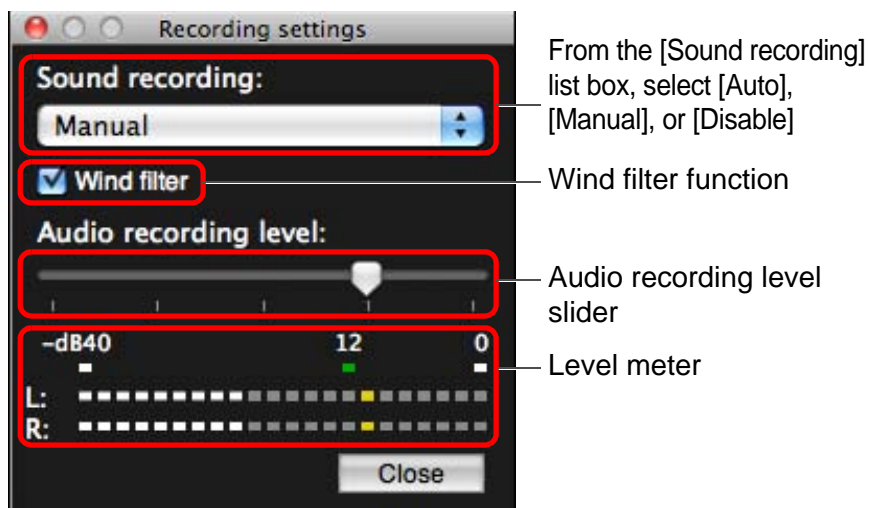 Recording settings
Sound recording:
Manual
Wind filter
Audio recording level:
-dB40 12 0
L:
R:
Close
From the [Sound recording]
list box, select [Auto],
[Manual], or [Disable]
Wind filter function
Audio recording level
slider
Level meter